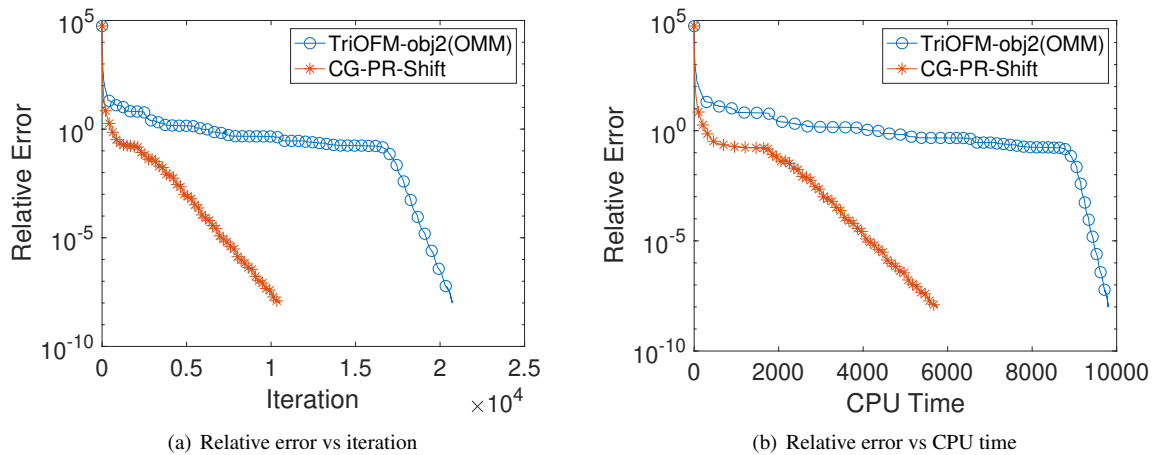 10^5
10^0
10^-5
10^-10
Relative Error
TriOFM-obj2(OMM)
CG-PR-Shift
0 0.5 1 1.5 2 2.5
Iteration
×10^4
(a) Relative error vs iteration
10^5
10^0
10^-5
10^-10
Relative Error
TriOFM-obj2(OMM)
CG-PR-Shift
0 2000 4000 6000 8000 10000
CPU Time
(b) Relative error vs CPU time